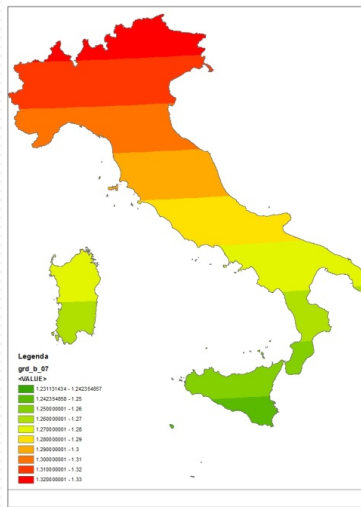 Legenda
grd_b_07
<VALUE>
1.231131434 - 1.242354857
1.242354858 - 1.25
1.250000001 - 1.26
1.260000001 - 1.27
1.270000001 - 1.28
1.280000001 - 1.29
1.290000001 - 1.3
1.300000001 - 1.31
1.310000001 - 1.32
1.320000001 - 1.33